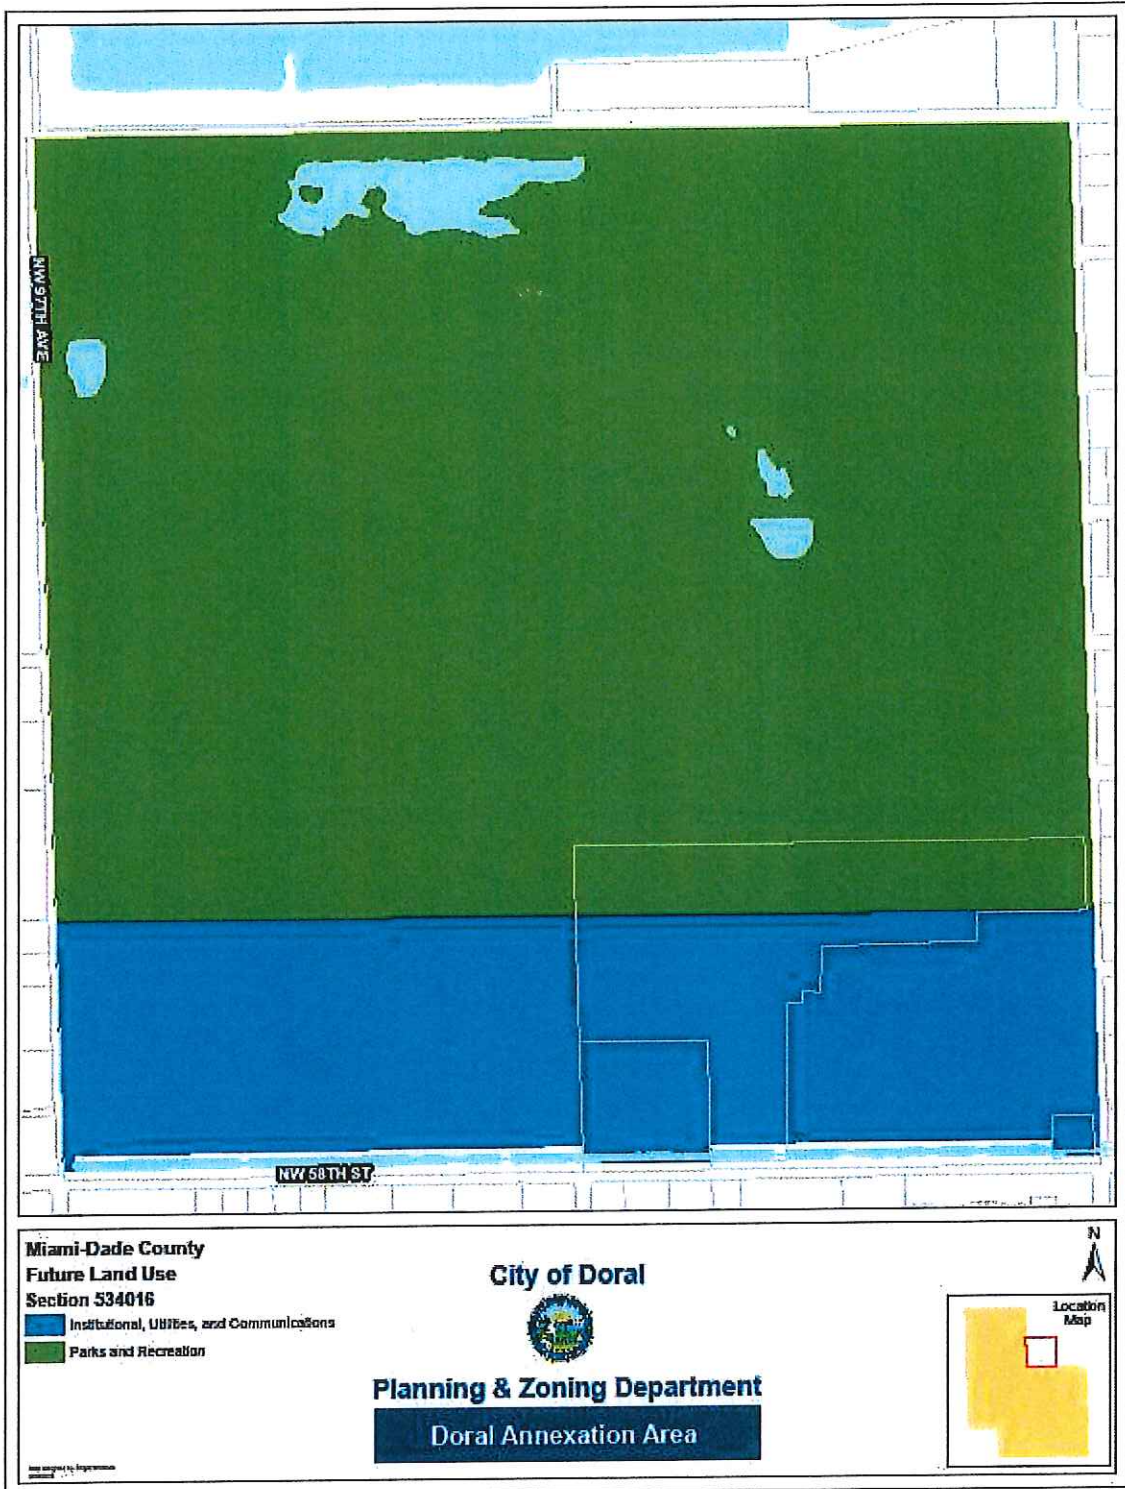 NW 97TH AVE
NW 58TH ST
Miami-Dade County
Future Land Use
Section 534016
Institutional, Utilities, and Communications
Parks and Recreation
City of Doral
Planning & Zoning Department
Doral Annexation Area
N
Location
Map